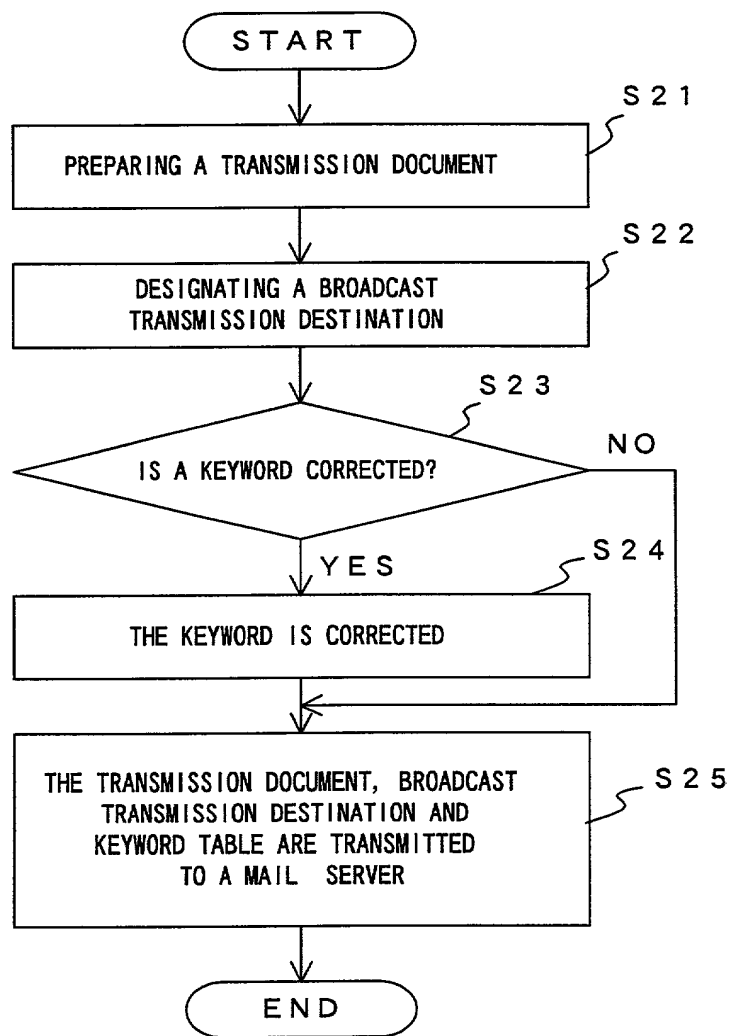 START
S21
PREPARING A TRANSMISSION DOCUMENT
S22
DESIGNATING A BROADCAST
TRANSMISSION DESTINATION
S23
IS A KEYWORD CORRECTED?
NO
YES
S24
THE KEYWORD IS CORRECTED
S25
THE TRANSMISSION DOCUMENT, BROADCAST
TRANSMISSION DESTINATION AND
KEYWORD TABLE ARE TRANSMITTED
TO A MAIL SERVER
END